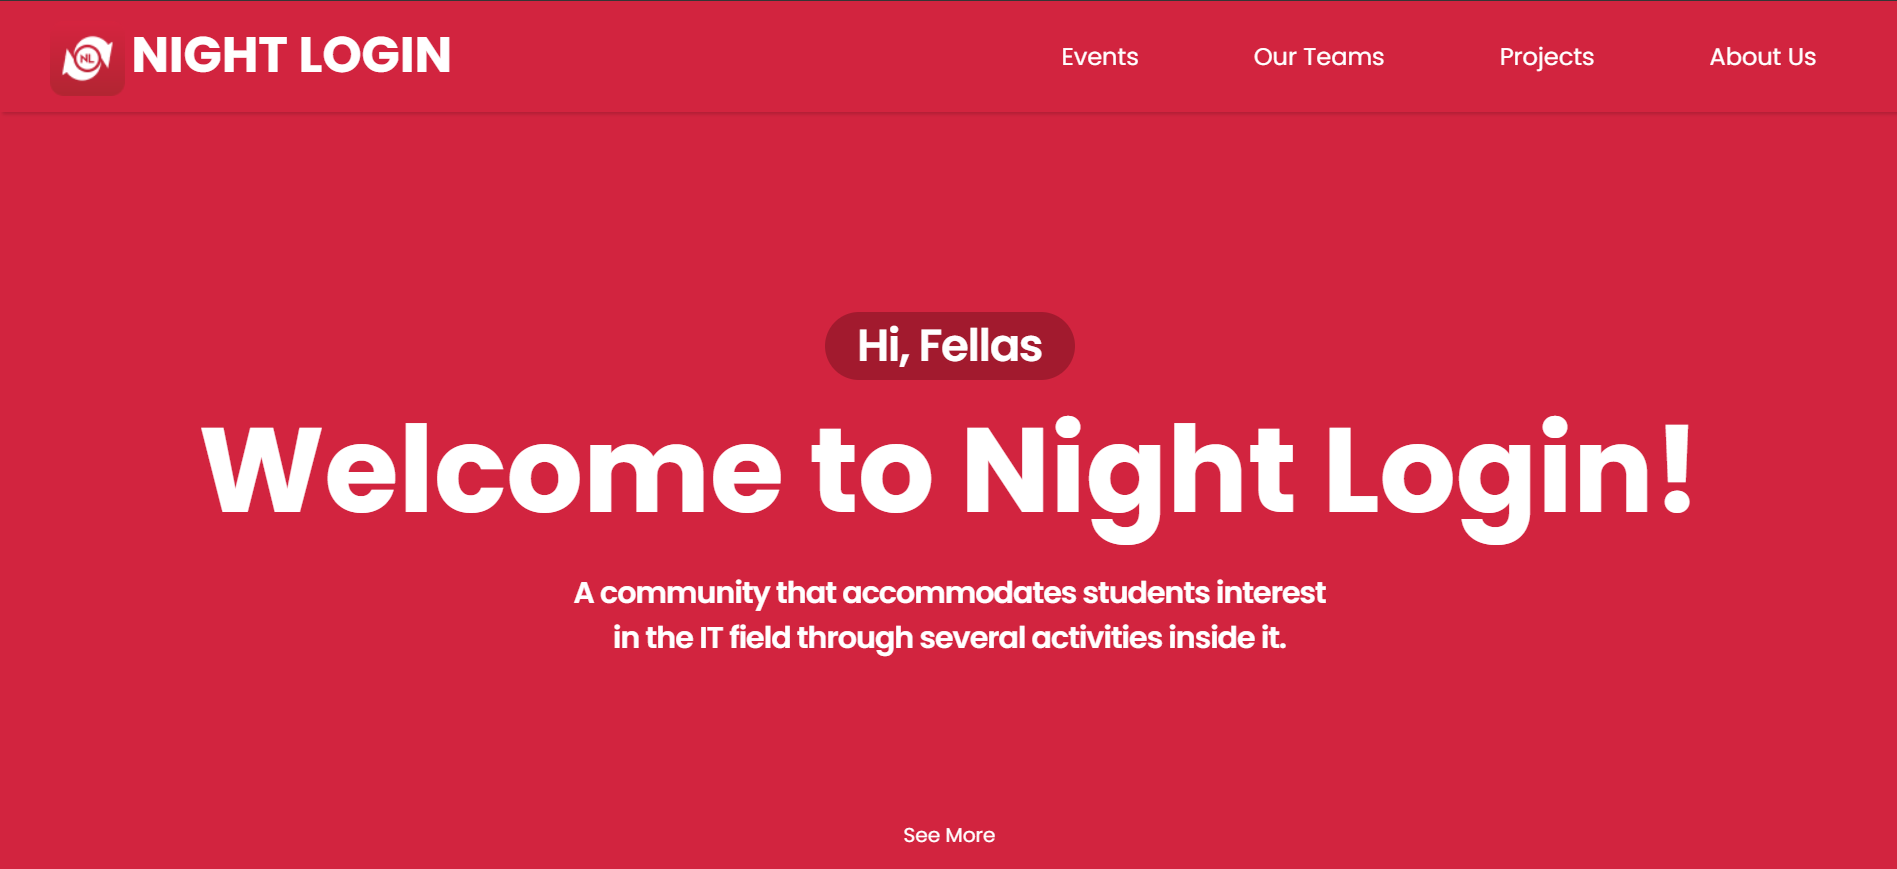 NL
NIGHT LOGIN
Events
Our Teams
Projects
About Us
Hi, Fellas
Welcome to Night Login!
A community that accommodates students interest
in the IT field through several activities inside it.
See More